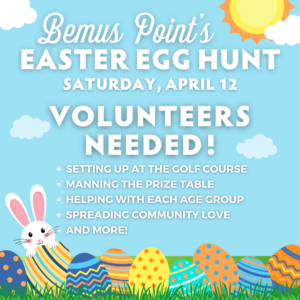 Bemus Point's
EASTER EGG HUNT
SATURDAY, APRIL 12
VOLUNTEERS
NEEDED!
• SETTING UP AT THE GOLF COURSE
• MANNING THE PRIZE TABLE
• HELPING WITH EACH AGE GROUP
• SPREADING COMMUNITY LOVE
AND MORE!